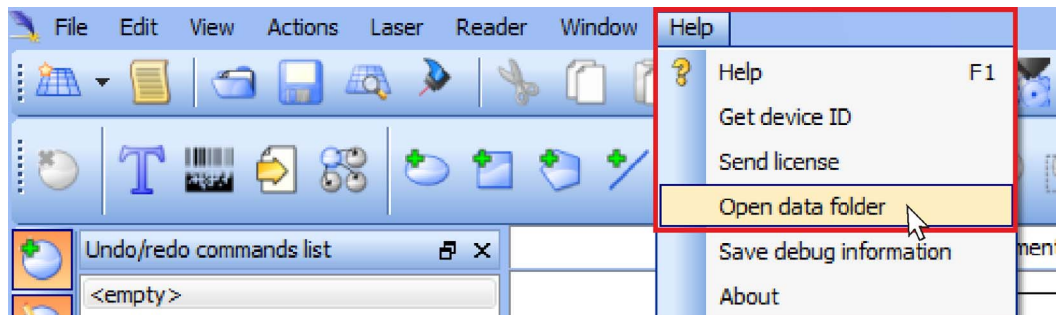 File Edit View Actions Laser Reader Window Help
Help F1
Get device ID
Send license
Open data folder
Undo/redo commands list
Save debug information
<empty>
About